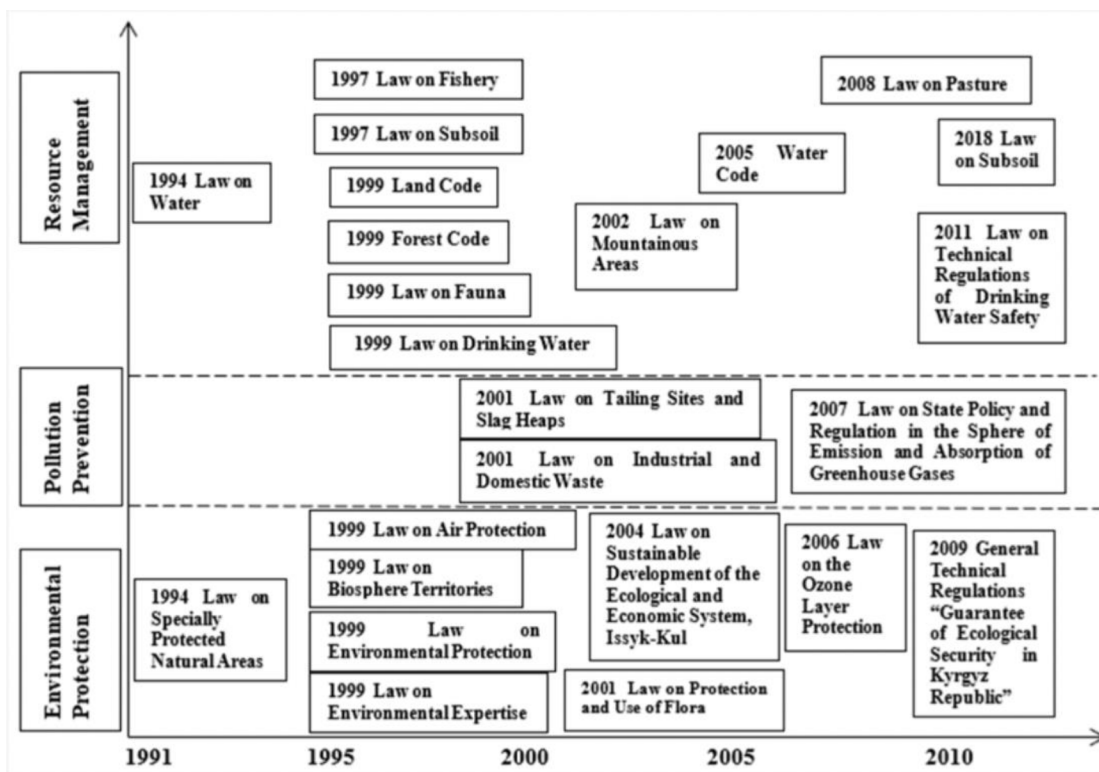 Resource
Management
1994 Law on
Water
1997 Law on Fishery
1997 Law on Subsoil
1999 Land Code
1999 Forest Code
1999 Law on Fauna
1999 Law on Drinking Water
2002 Law on
Mountainous
Areas
2005 Water
Code
2008 Law on Pasture
2018 Law
on Subsoil
2011 Law on
Technical
Regulations
of Drinking
Water Safety
Pollution
Prevention
2001 Law on Tailing Sites and
Slag Heaps
2001 Law on Industrial and
Domestic Waste
2007 Law on State Policy and
Regulation in the Sphere of
Emission and Absorption of
Greenhouse Gases
Environmental
Protection
1994 Law on
Specially
Protected
Natural Areas
1999 Law on Air Protection
1999 Law on
Biosphere Territories
1999 Law on
Environmental Protection
1999 Law on
Environmental Expertise
2004 Law on
Sustainable
Development of the
Ecological and
Economic System,
Issyk-Kul
2001 Law on Protection
and Use of Flora
2006 Law
on the
Ozone
Layer
Protection
2009 General
Technical
Regulations
“Guarantee
of Ecological
Security in
Kyrgyz
Republic”
1991
1995
2000
2005
2010